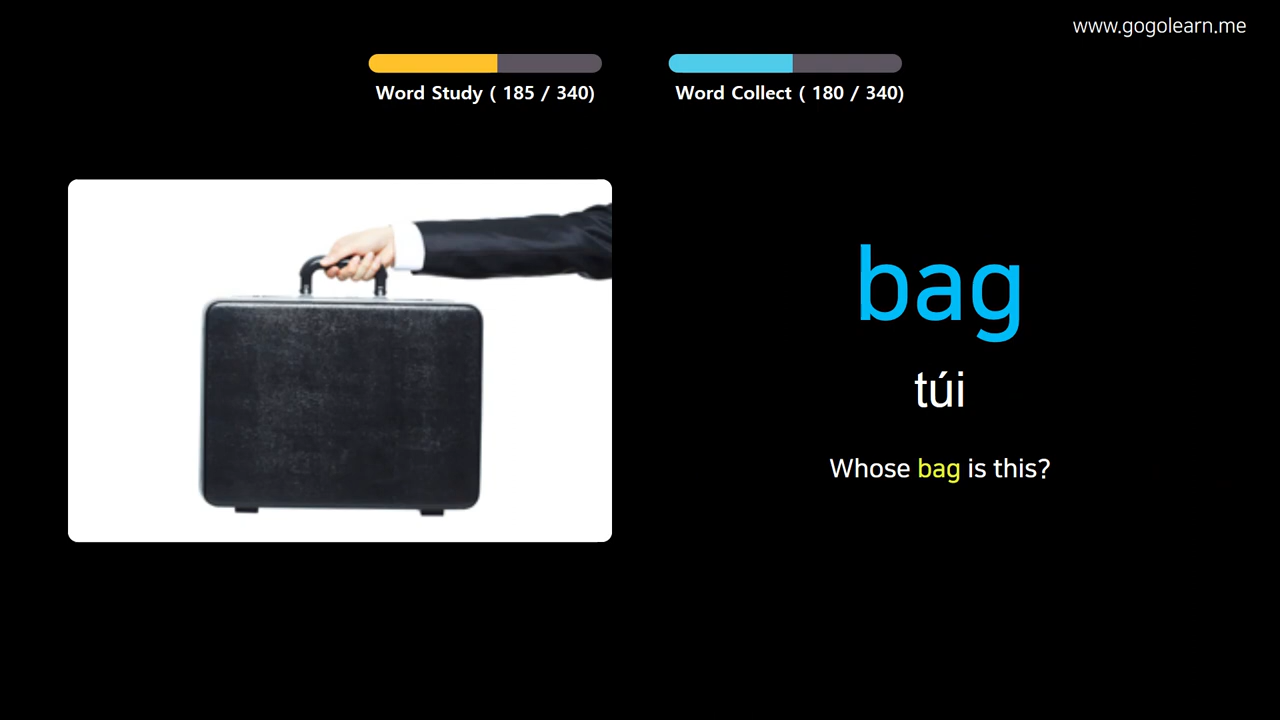 www.gogolearn.me
Word Study ( 185 / 340)
Word Collect ( 180 / 340)
bag
túi
Whose bag is this?